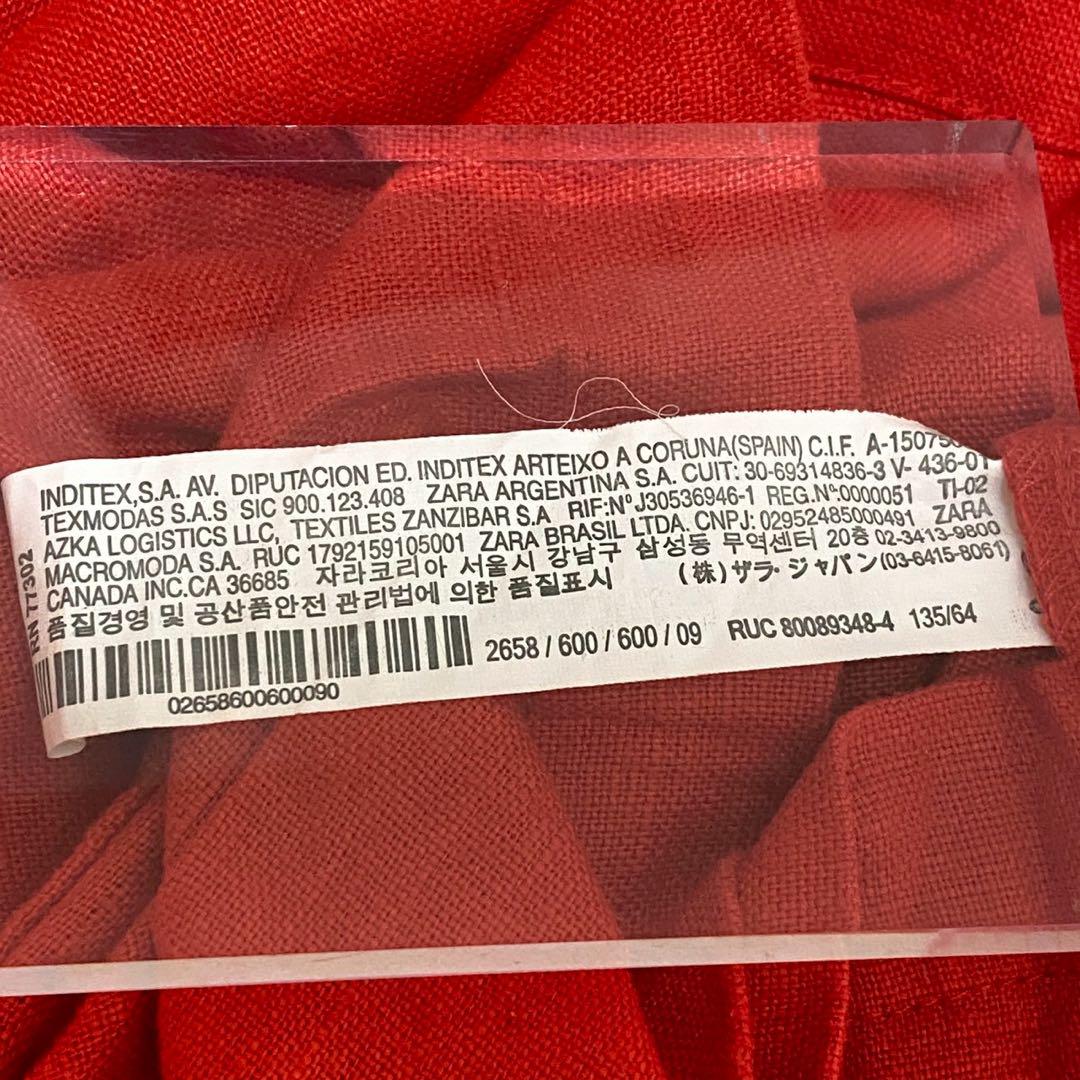 INDITEX,S.A. AV. DIPUTACION ED. INDITEX ARTEIXO A CORUNA(SPAIN) C.I.F.
TEXMODAS S.A.S SIC 900.123.408 ZARA ARGENTINA S.A. CUIT: 30-69314836-3 V- 436-01
AZKA LOGISTICS LLC, TEXTILES ZANZIBAR S.A RIF:Nº J30536946-1 REG.Nº:0000051 TI-02
MACROMODA S.A. RUC 1792159105001 ZARA BRASIL LTDA. CNPJ: 02952485000491 ZARA
CANADA INC.CA 36685 자라코리아 서울시 강남구 삼성동 무역센터 20층 02-3413-9800
품질경영 및 공산품안전 관리법에 의한 품질표시 (株)ザラ・ジャパン(03-6415-8061)
RN 77302
2658 / 600 / 600 / 09 RUC 80089348-4 135/64
02658600600090